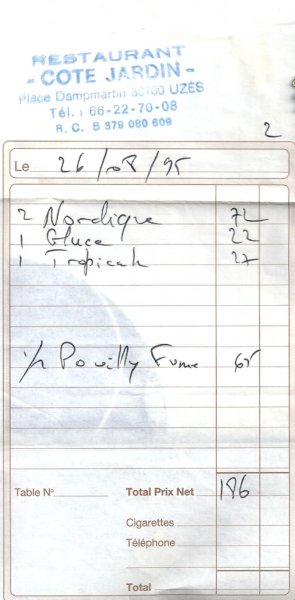 RESTAURANT
- COTE JARDIN -
Place Dampmartin 30700 UZÈS
Tél. : 66-22-70-08
R. C. B 379 080 609
2
Le 26/08/95
2 Nordique 72
1 Glace 22
1 Tropicale 27
1/2 Pouilly Fume 65
Table N° Total Prix Net 186
Cigarettes
Téléphone
Total